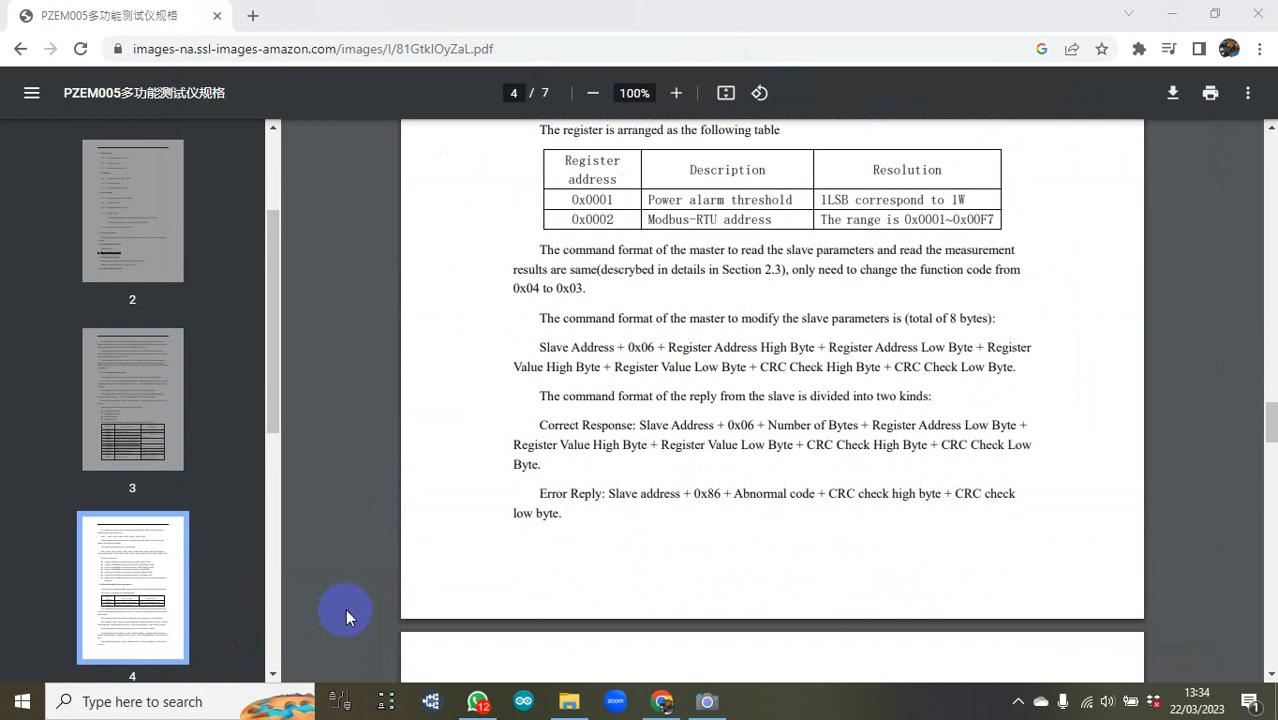 PZEM005多功能测试仪规格
images-na.ssl-images-amazon.com/images/I/81GtkIOyZaL.pdf
PZEM005多功能测试仪规格
4 / 7
100%
2
3
4
The register is arranged as the following table
Register address
Description
Resolution
0x0001
Power alarm threshold
1LSB correspond to 1W
0x0002
Modbus-RTU address
The range is 0x0001~0x00F7
The command format of the master to read the slave parameters and read the measurement
results are same(descrybed in details in Section 2.3), only need to change the function code from
0x04 to 0x03.
The command format of the master to modify the slave parameters is (total of 8 bytes):
Slave Address + 0x06 + Register Address High Byte + Register Address Low Byte + Register
Value High Byte + Register Value Low Byte + CRC Check High Byte + CRC Check Low Byte.
The command format of the reply from the slave is divided into two kinds:
Correct Response: Slave Address + 0x06 + Number of Bytes + Register Address Low Byte +
Register Value High Byte + Register Value Low Byte + CRC Check High Byte + CRC Check Low
Byte.
Error Reply: Slave address + 0x86 + Abnormal code + CRC check high byte + CRC check
low byte.
Type here to search
12
zoom
13:34
22/03/2023
1